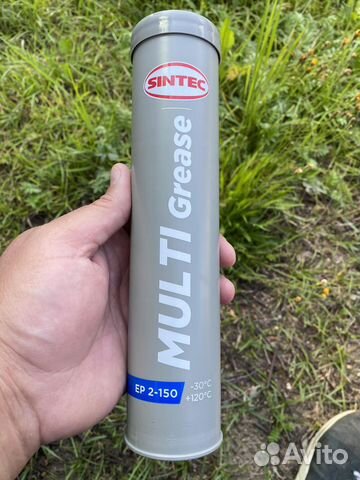 SINTEC
MULTI Grease
EP 2-150
-30°C
+120°C
Avito